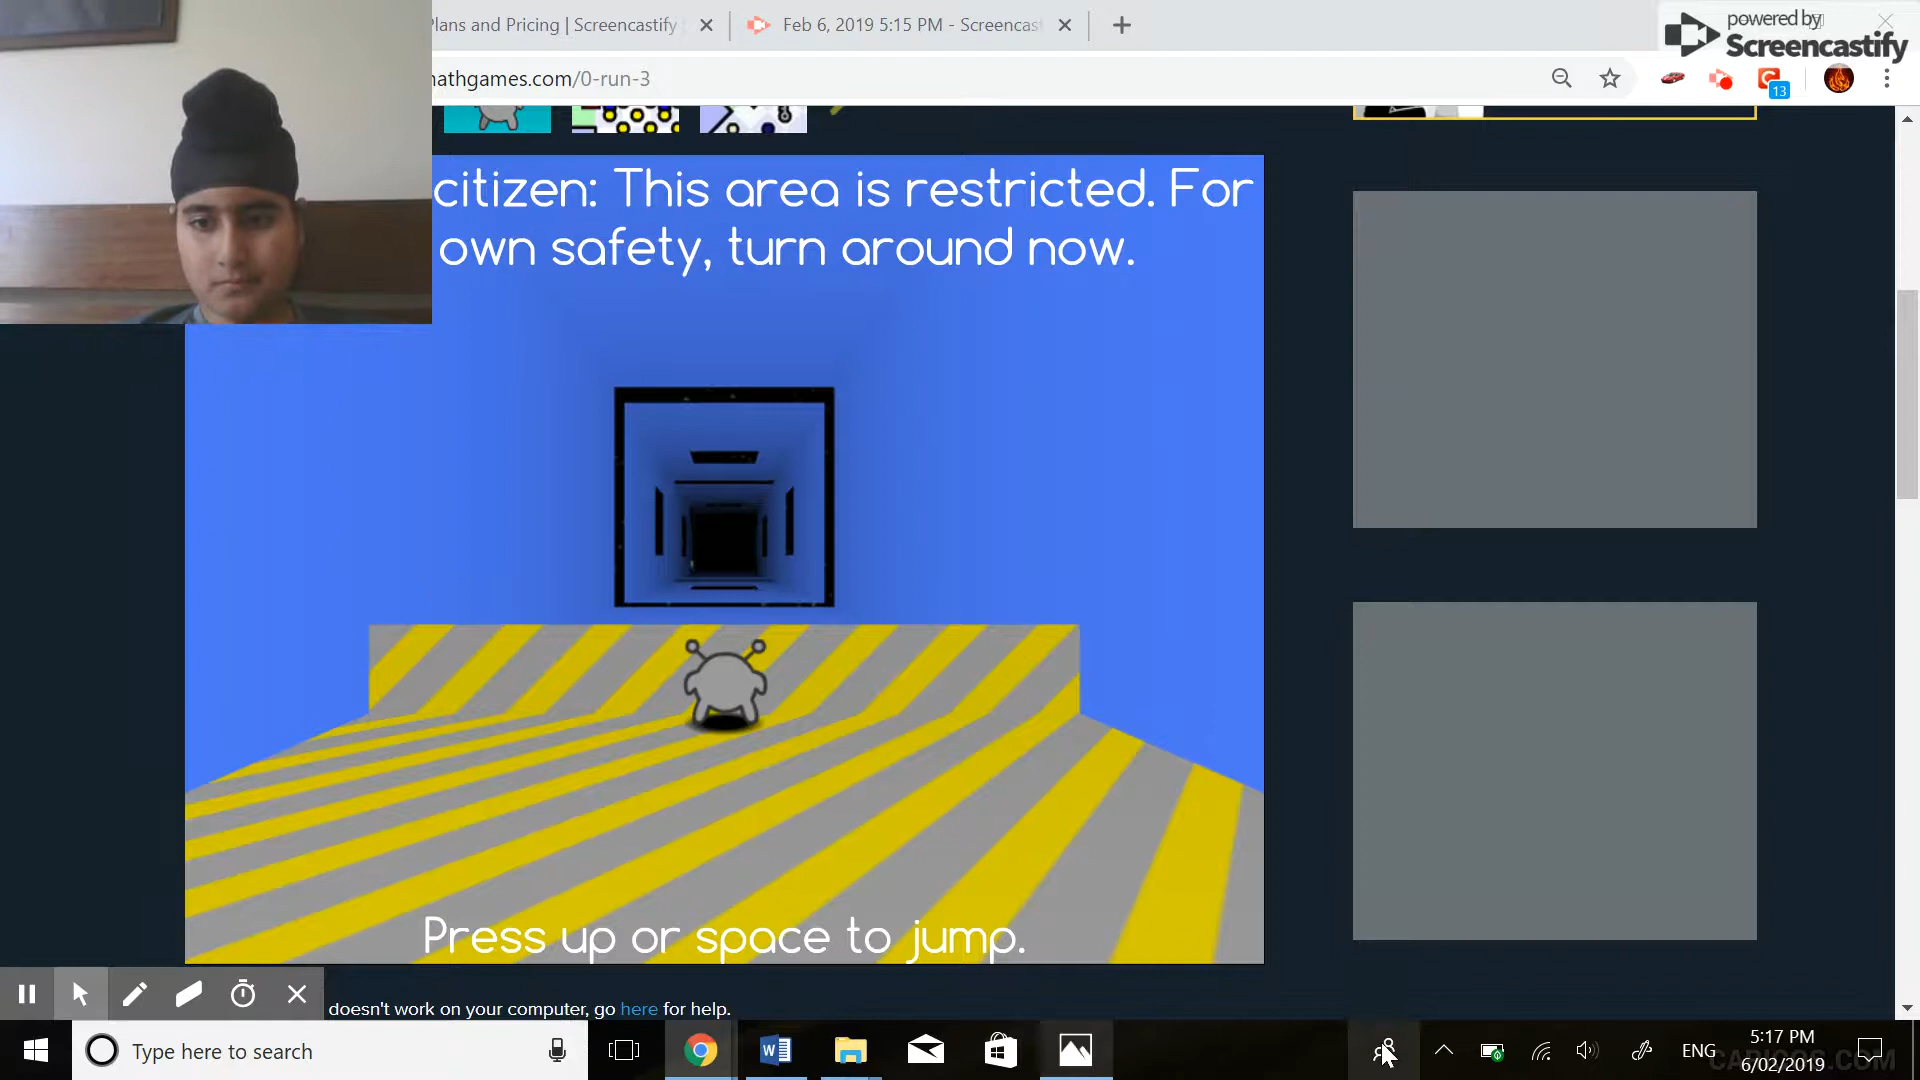 Plans and Pricing | Screencastify
Feb 6, 2019 5:15 PM - Screencast
powered by
Screencastify
mathgames.com/0-run-3
13
citizen: This area is restricted. For
own safety, turn around now.
Press up or space to jump.
doesn't work on your computer, go here for help.
Type here to search
ENG
5:17 PM
6/02/2019